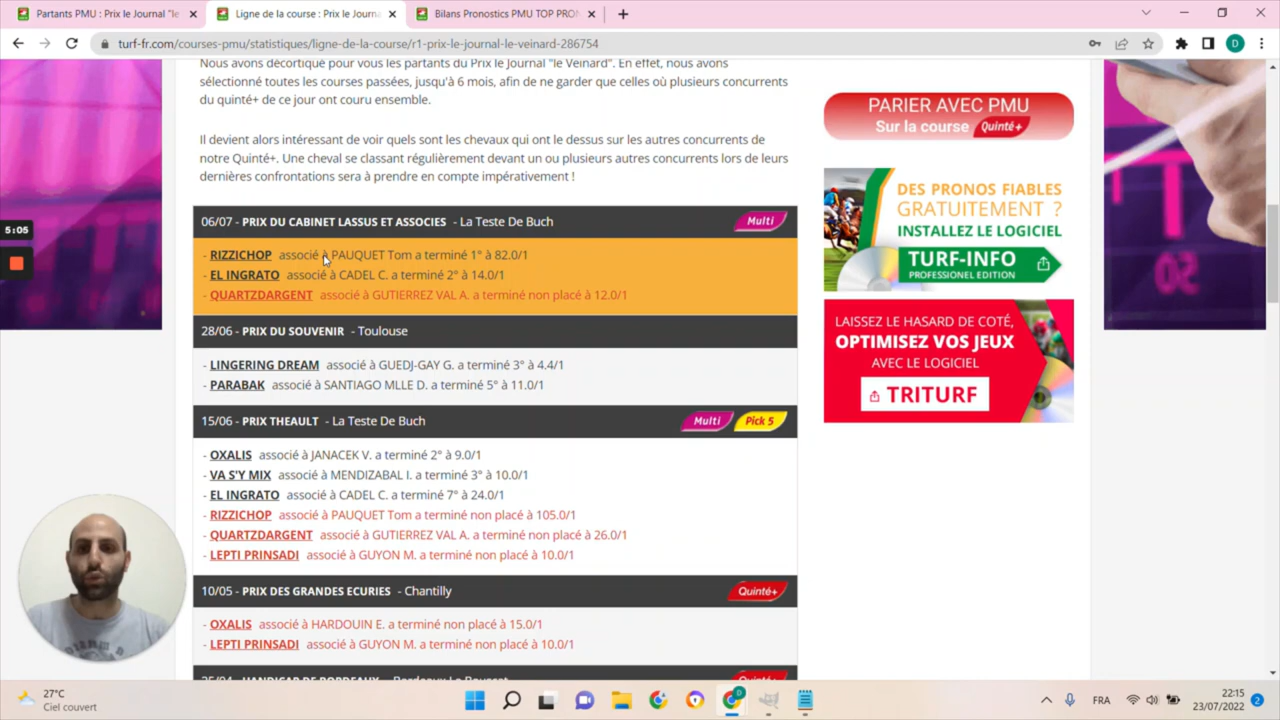 Partants PMU : Prix le Journal "le
Ligne de la course : Prix le Journa
Bilans Pronostics PMU TOP PRON
turf-fr.com/courses-pmu/statistiques/ligne-de-la-course/r1-prix-le-journal-le-veinard-286754
D
Nous avons décortiqué pour vous les partants du Prix le Journal "le Veinard". En effet, nous avons
sélectionné toutes les courses passées, jusqu'à 6 mois, afin de ne garder que celles où plusieurs concurrents
du quinté+ de ce jour ont couru ensemble.
Il devient alors intéressant de voir quels sont les chevaux qui ont le dessus sur les autres concurrents de
notre Quinté+. Une cheval se classant régulièrement devant un ou plusieurs autres concurrents lors de leurs
dernières confrontations sera à prendre en compte impérativement !
06/07 - PRIX DU CABINET LASSUS ET ASSOCIES - La Teste De Buch Multi
- RIZZICHOP associé à PAUQUET Tom a terminé 1° à 82.0/1
- EL INGRATO associé à CADEL C. a terminé 2° à 14.0/1
- QUARTZDARGENT associé à GUTIERREZ VAL A. a terminé non placé à 12.0/1
28/06 - PRIX DU SOUVENIR - Toulouse
- LINGERING DREAM associé à GUEDJ-GAY G. a terminé 3° à 4.4/1
- PARABAK associé à SANTIAGO MLLE D. a terminé 5° à 11.0/1
15/06 - PRIX THEAULT - La Teste De Buch Multi Pick 5
- OXALIS associé à JANACEK V. a terminé 2° à 9.0/1
- VA S'Y MIX associé à MENDIZABAL I. a terminé 3° à 10.0/1
- EL INGRATO associé à CADEL C. a terminé 7° à 24.0/1
- RIZZICHOP associé à PAUQUET Tom a terminé non placé à 105.0/1
- QUARTZDARGENT associé à GUTIERREZ VAL A. a terminé non placé à 26.0/1
- LEPTI PRINSADI associé à GUYON M. a terminé non placé à 10.0/1
10/05 - PRIX DES GRANDES ECURIES - Chantilly Quinté+
- OXALIS associé à HARDOUIN E. a terminé non placé à 15.0/1
- LEPTI PRINSADI associé à GUYON M. a terminé non placé à 10.0/1
PARIER AVEC PMU
Sur la course Quinté+
DES PRONOS FIABLES
GRATUITEMENT ?
INSTALLEZ LE LOGICIEL
TURF-INFO
PROFESSIONEL EDITION
LAISSEZ LE HASARD DE COTÉ,
OPTIMISEZ VOS JEUX
AVEC LE LOGICIEL
TRITURF
5:05
27°C
Ciel couvert
D
FRA
22:15
23/07/2022
2